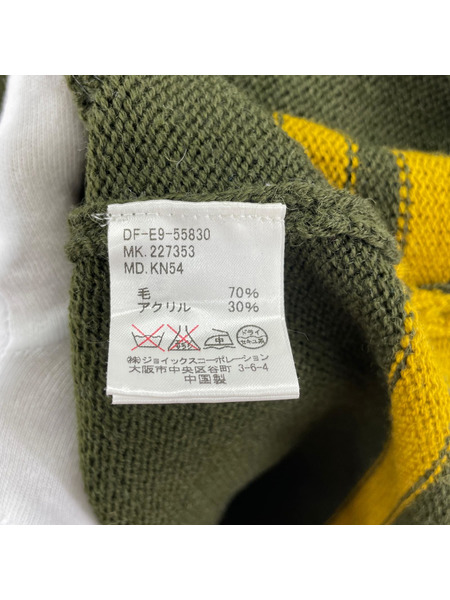 DF-E9-55830
MK.227353
MD.KN54
毛 70%
アクリル 30%
中 ドライ セキユ系
㈱ジョイックスコーポレーション
大阪市中央区谷町 3-6-4
中国製